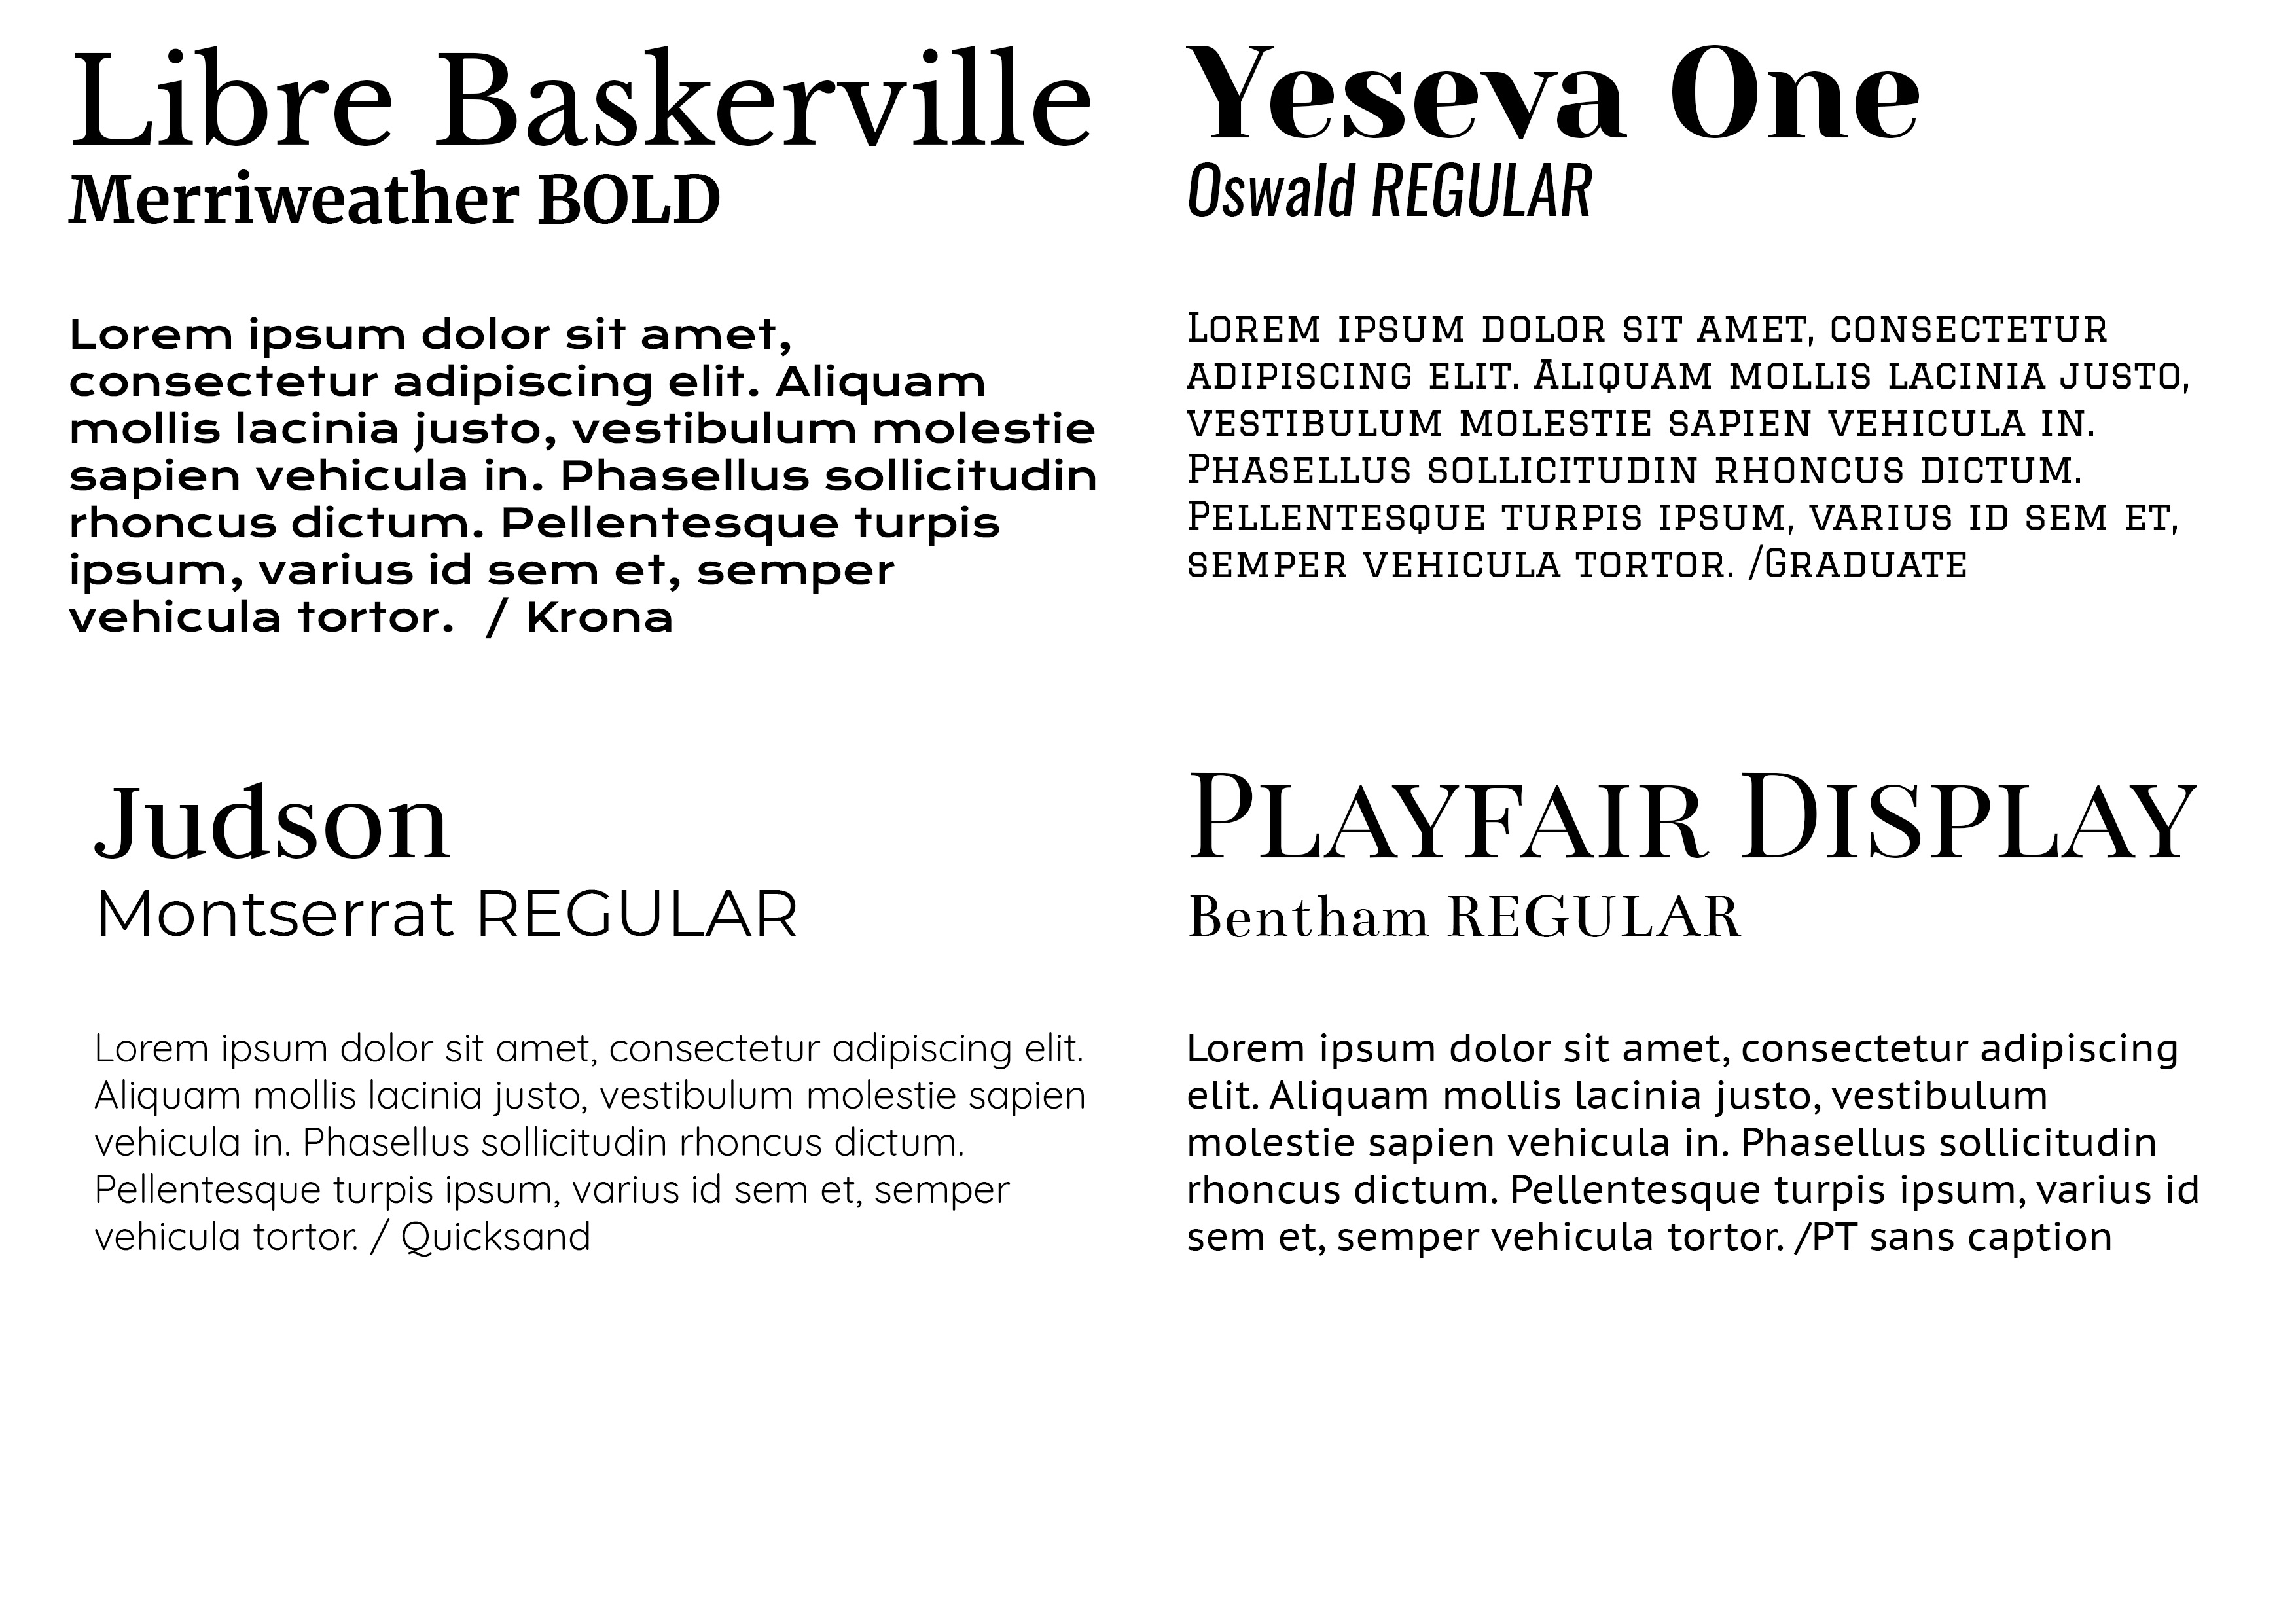 Libre Baskerville
Merriweather BOLD
Lorem ipsum dolor sit amet,
consectetur adipiscing elit. Aliquam
mollis lacinia justo, vestibulum molestie
sapien vehicula in. Phasellus sollicitudin
rhoncus dictum. Pellentesque turpis
ipsum, varius id sem et, semper
vehicula tortor.  / Krona
Yeseva One
Oswald REGULAR
Lorem ipsum dolor sit amet, consectetur
adipiscing elit. Aliquam mollis lacinia justo,
vestibulum molestie sapien vehicula in.
Phasellus sollicitudin rhoncus dictum.
Pellentesque turpis ipsum, varius id sem et,
semper vehicula tortor. /Graduate
Judson
Montserrat REGULAR
Lorem ipsum dolor sit amet, consectetur adipiscing elit.
Aliquam mollis lacinia justo, vestibulum molestie sapien
vehicula in. Phasellus sollicitudin rhoncus dictum.
Pellentesque turpis ipsum, varius id sem et, semper
vehicula tortor. / Quicksand
Playfair Display
Bentham REGULAR
Lorem ipsum dolor sit amet, consectetur adipiscing
elit. Aliquam mollis lacinia justo, vestibulum
molestie sapien vehicula in. Phasellus sollicitudin
rhoncus dictum. Pellentesque turpis ipsum, varius id
sem et, semper vehicula tortor. /PT sans caption